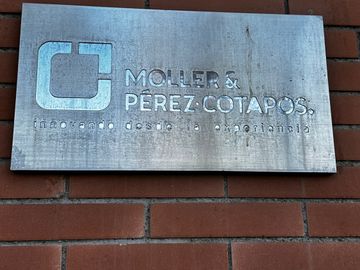 MOLLER &
PÉREZ·COTAPOS.
innovando desde la experiencia